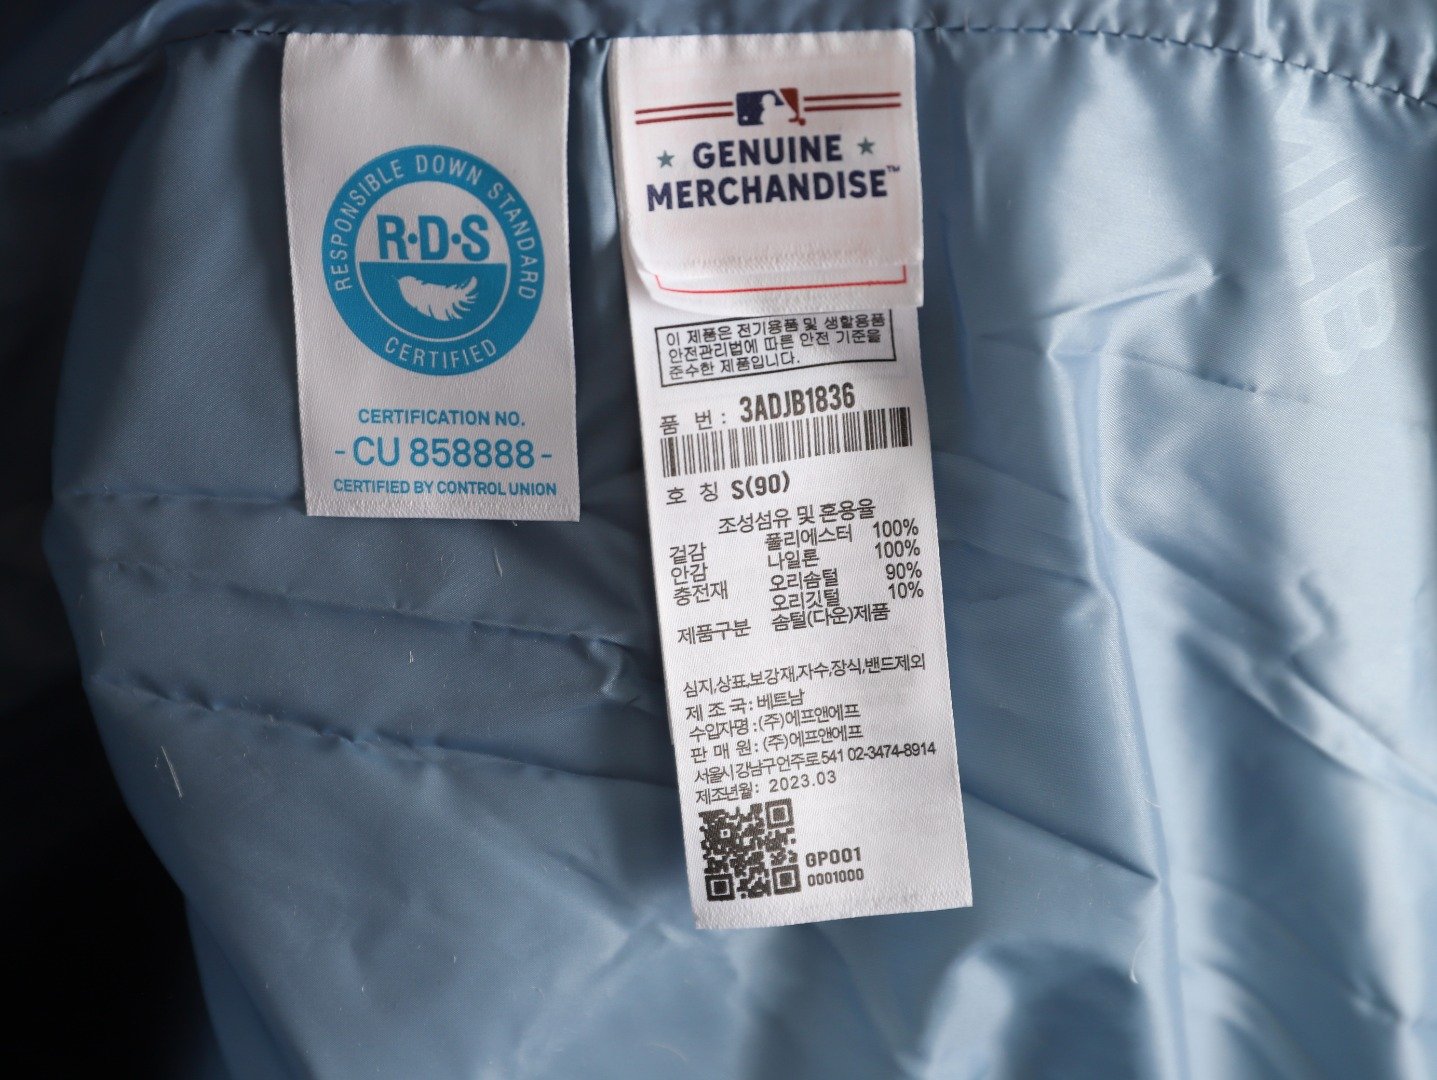 RESPONSIBLE DOWN STANDARD
R·D·S
CERTIFIED
CERTIFICATION NO.
- CU 858888 -
CERTIFIED BY CONTROL UNION
GENUINE
MERCHANDISE™
이 제품은 전기용품 및 생활용품
안전관리법에 따른 안전 기준을
준수한 제품입니다.
품 번 : 3ADJB1836
호 칭 S(90)
조성섬유 및 혼용율
겉감 폴리에스터 100%
안감 나일론 100%
충전재 오리솜털 90%
오리깃털 10%
제품구분 솜털(다운)제품
심지,상표,보강재,자수,장식,밴드제외
제 조 국 : 베트남
수입자명 : (주)에프앤에프
판 매 원 : (주)에프앤에프
서울시 강남구 언주로 541 02-3474-8914
제조년월 : 2023.03
GP001
0001000
MLB